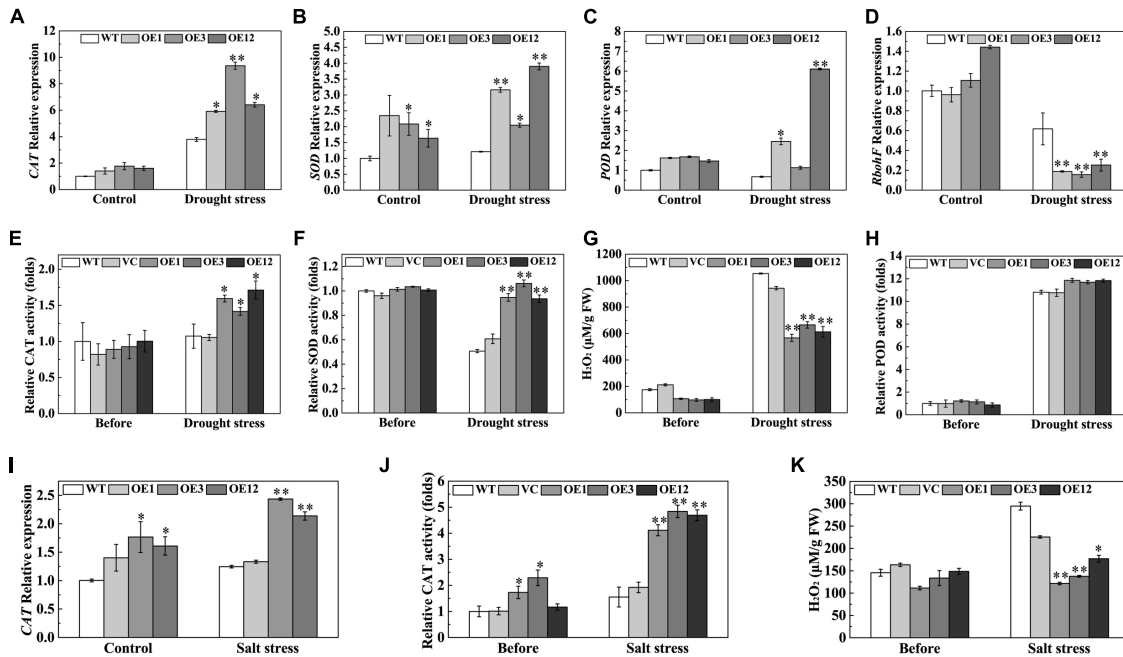 A
CAT Relative expression
12
10
8
6
4
2
0
WT OE1 OE3 OE12
* ** *
Control Drought stress
B
SOD Relative expression
5.0
4.5
4.0
3.5
3.0
2.5
2.0
1.5
1.0
0.5
0.0
WT OE1 OE3 OE12
* * ** * **
Control Drought stress
C
POD Relative expression
8
7
6
5
4
3
2
1
0
WT OE1 OE3 OE12
* **
Control Drought stress
D
RbohF Relative expression
1.6
1.4
1.2
1.0
0.8
0.6
0.4
0.2
0.0
WT OE1 OE3 OE12
** ** **
Control Drought stress
E
Relative CAT activity (folds)
2.0
1.5
1.0
0.5
0.0
WT VC OE1 OE3 OE12
* * *
Before Drought stress
F
Relative SOD activity (folds)
1.2
1.0
0.8
0.6
0.4
0.2
0.0
WT VC OE1 OE3 OE12
** ** **
Before Drought stress
G
H₂O₂ (μM/g FW)
1200
1000
800
600
400
200
0
WT VC OE1 OE3 OE12
** ** **
Before Drought stress
H
Relative POD activity (folds)
14
12
10
8
6
4
2
0
WT VC OE1 OE3 OE12
Before Drought stress
I
CAT Relative expression
2.5
2.0
1.5
1.0
0.5
0.0
WT OE1 OE3 OE12
* * ** **
Control Salt stress
J
Relative CAT activity (folds)
6
5
4
3
2
1
0
WT VC OE1 OE3 OE12
* * ** ** **
Before Salt stress
K
H₂O₂ (μM/g FW)
350
300
250
200
150
100
50
0
WT VC OE1 OE3 OE12
** ** *
Before Salt stress